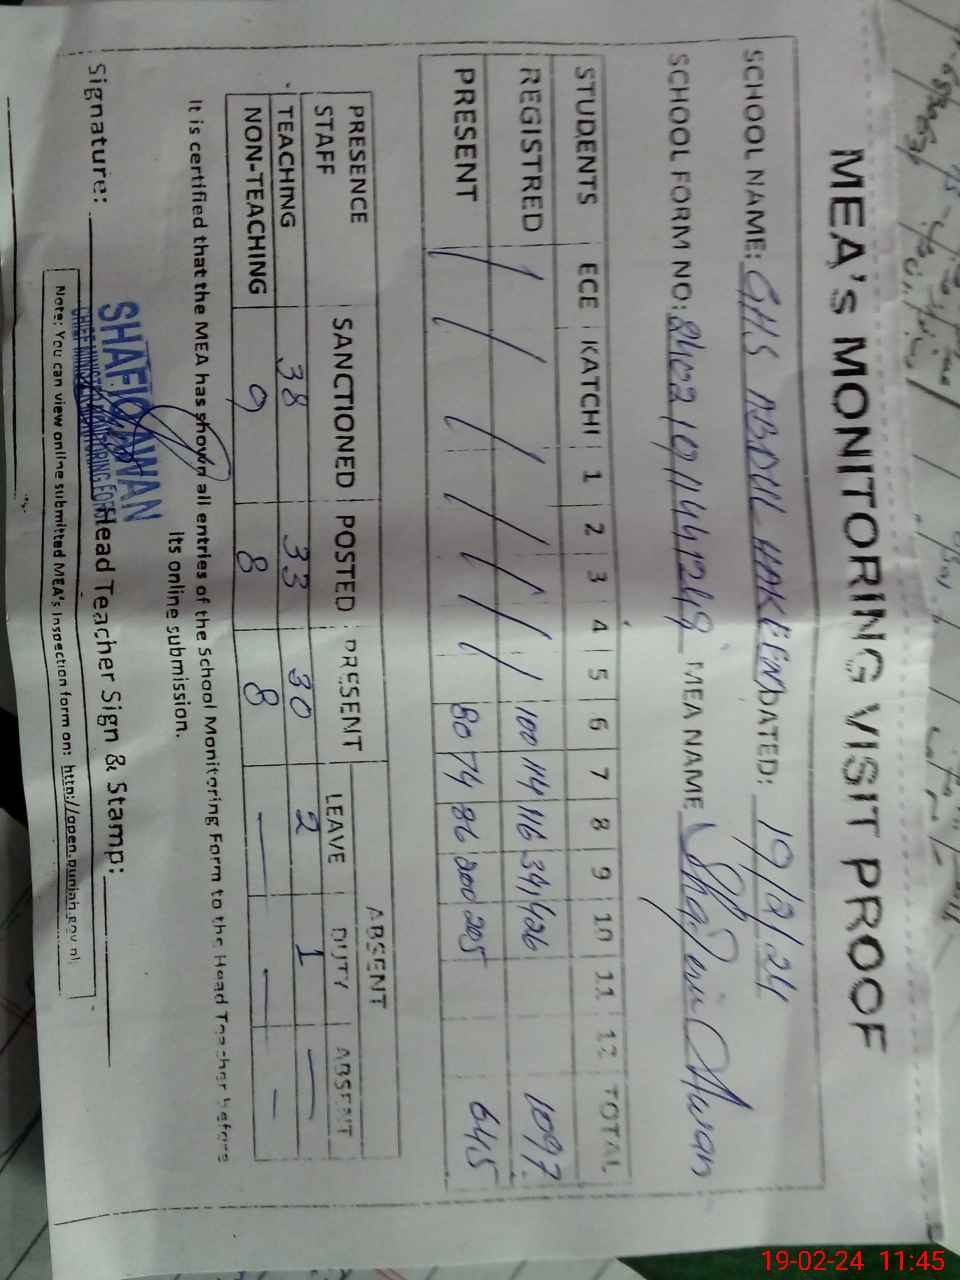 MEA's MONITORING VISIT PROOF
SCHOOL NAME: GHS ABDUL HAKEEM DATED: 19/2/24
SCHOOL FORM NO: MEA NAME Shafiq Awan
STUDENTS ECE KATCHI 1 2 3 4 5 6 7 8 9 10 11 12 TOTAL
REGISTRED / / / / / / / 100 114 116 341 426 1097
PRESENT / / / / / / / 80 74 86 200 205 645
PRESENCE ABSENT
STAFF SANCTIONED POSTED PRESENT LEAVE DUTY ABSENT
TEACHING 38 33 30 2 1 —
NON-TEACHING 9 8 8 — — —
It is certified that the MEA has shown all entries of the School Monitoring Form to the Head Teacher before
its online submission.
Signature: Head Teacher Sign & Stamp:
SHAFIQ AWAN
CHIEF MINISTER MONITORING FORCE
Note: You can view online submitted MEA's Inspection form on: http://open.punjab.gov.pk
19-02-24 11:45